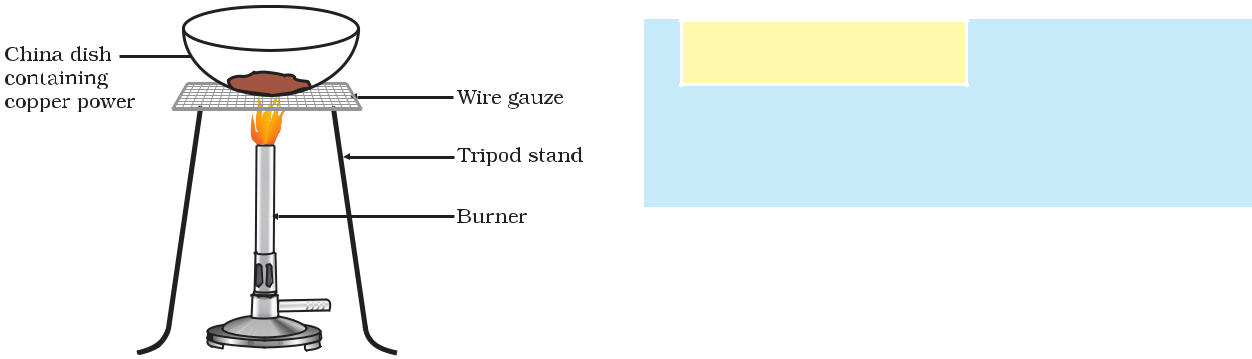 China dish
containing
copper power
Wire gauze
Tripod stand
Burner